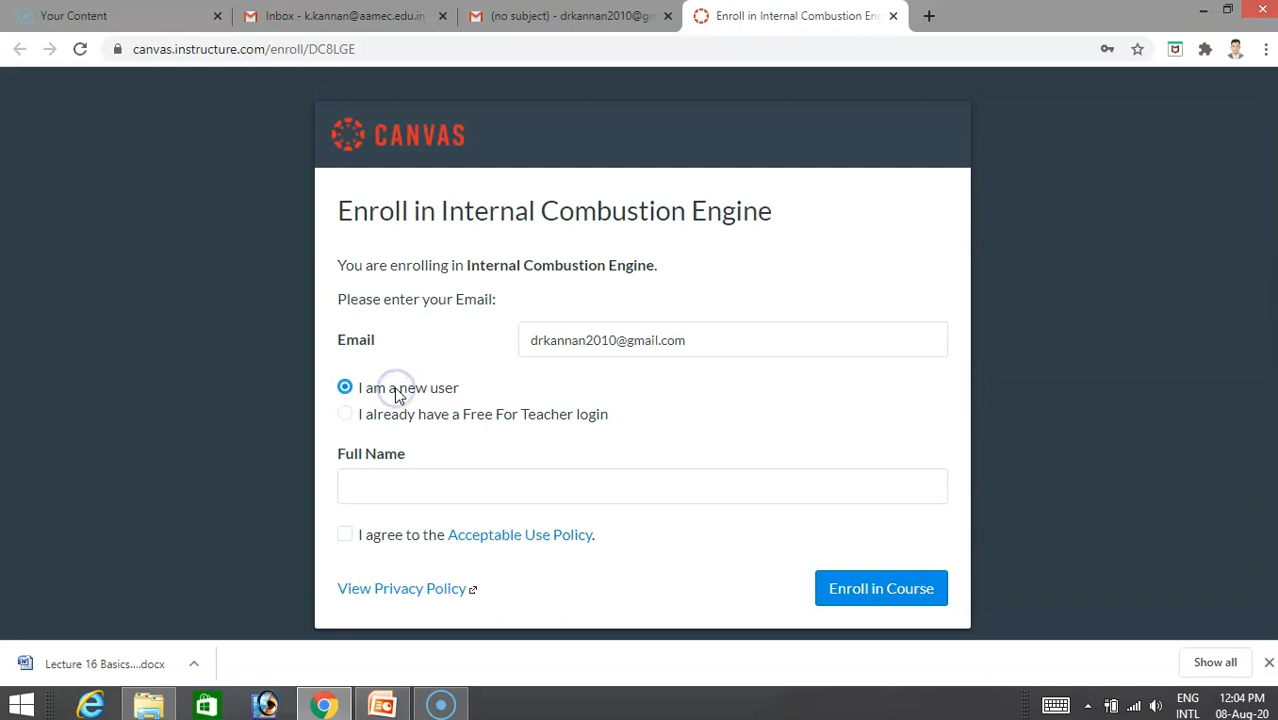 Your Content
Inbox - k.kannan@aamec.edu.in
(no subject) - drkannan2010@g
Enroll in Internal Combustion En
canvas.instructure.com/enroll/DC8LGE
CANVAS
Enroll in Internal Combustion Engine
You are enrolling in Internal Combustion Engine.
Please enter your Email:
Email
drkannan2010@gmail.com
I am a new user
I already have a Free For Teacher login
Full Name
I agree to the Acceptable Use Policy.
View Privacy Policy
Enroll in Course
Lecture 16 Basics....docx
Show all
ENG
INTL
12:04 PM
08-Aug-20